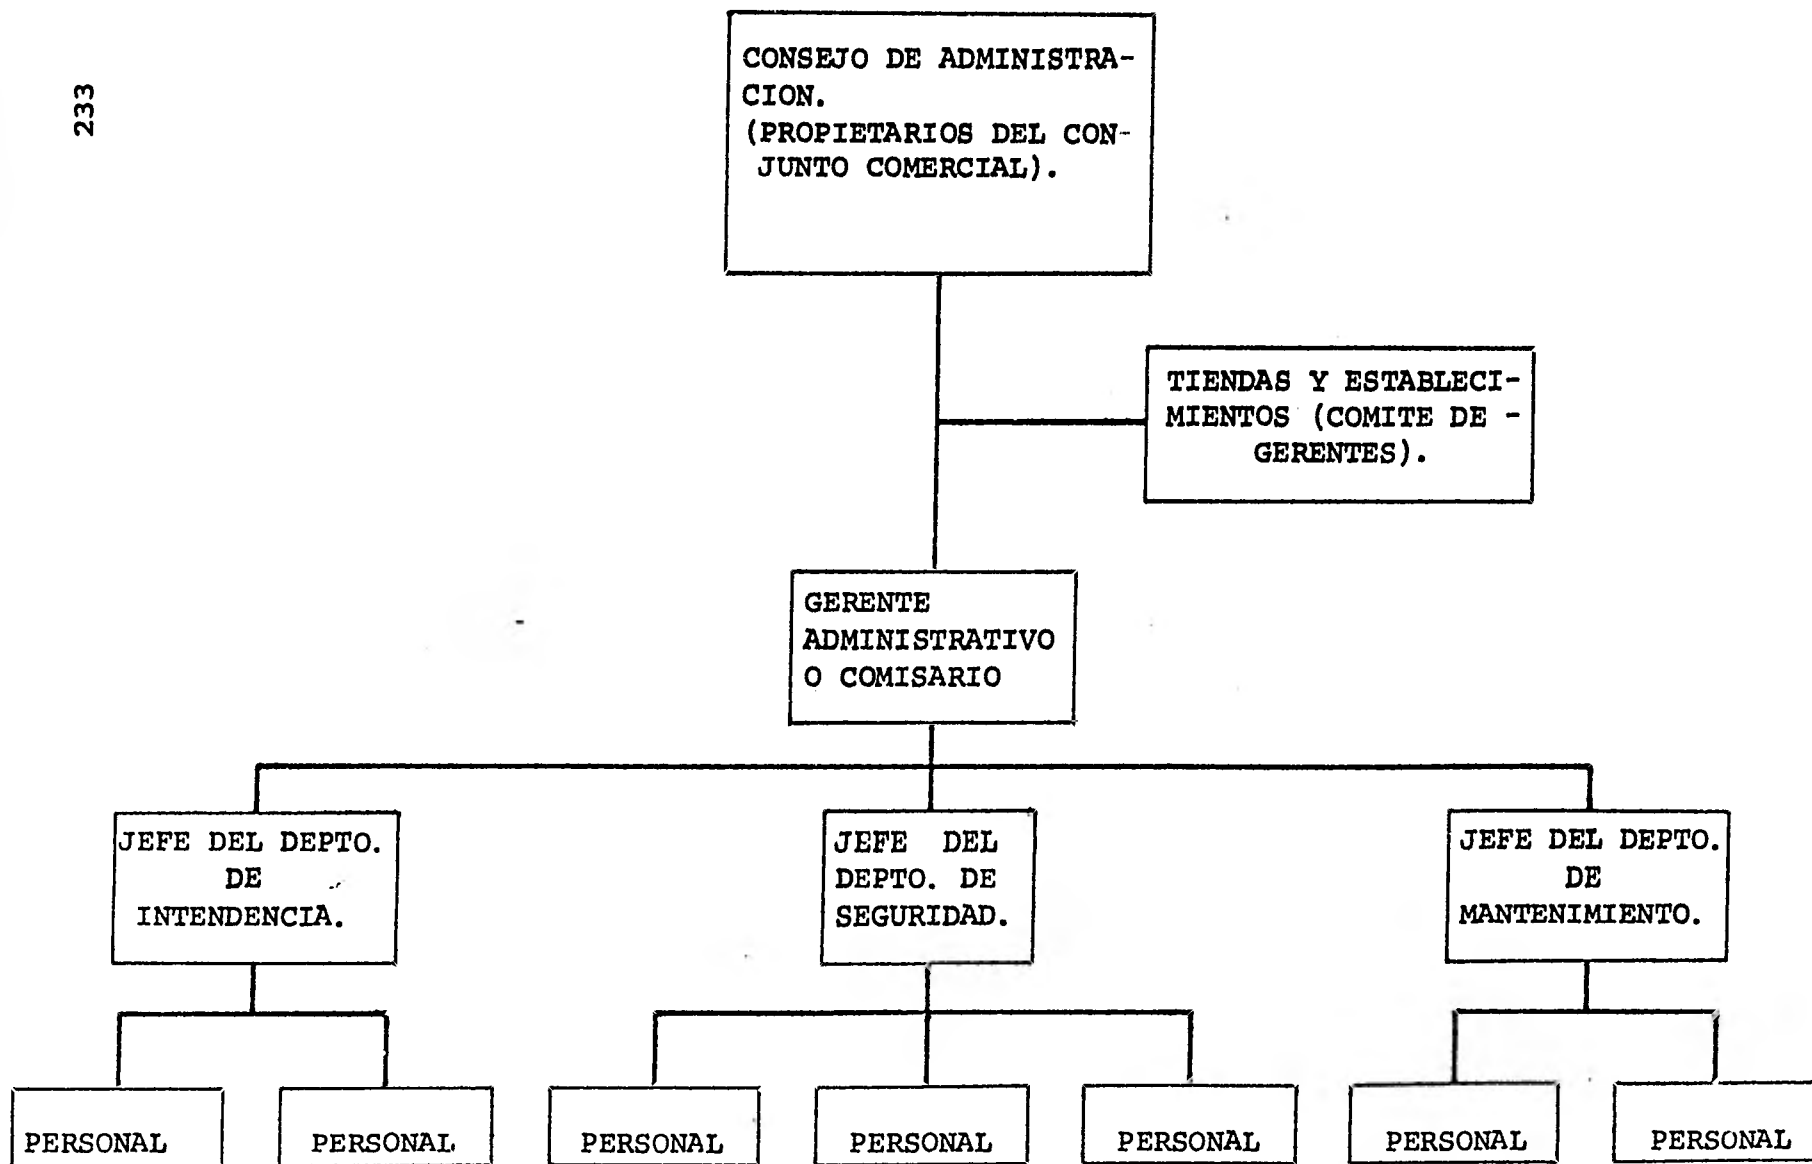 233
CONSEJO DE ADMINISTRA-
CION.
(PROPIETARIOS DEL CON-
JUNTO COMERCIAL).
TIENDAS Y ESTABLECI-
MIENTOS (COMITE DE -
GERENTES).
GERENTE
ADMINISTRATIVO
O COMISARIO
JEFE DEL DEPTO.
DE
INTENDENCIA.
JEFE DEL
DEPTO. DE
SEGURIDAD.
JEFE DEL DEPTO.
DE
MANTENIMIENTO.
PERSONAL
PERSONAL
PERSONAL
PERSONAL
PERSONAL
PERSONAL
PERSONAL